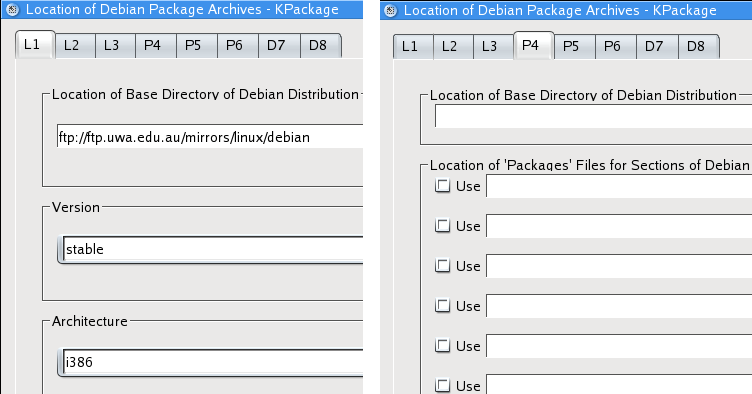 Location of Debian Package Archives - KPackage
L1 L2 L3 P4 P5 P6 D7 D8
Location of Base Directory of Debian Distribution
ftp://ftp.uwa.edu.au/mirrors/linux/debian
Version
stable
Architecture
i386
Location of Debian Package Archives - KPackage
L1 L2 L3 P4 P5 P6 D7 D8
Location of Base Directory of Debian Distribution
Location of 'Packages' Files for Sections of Debian
Use
Use
Use
Use
Use
Use